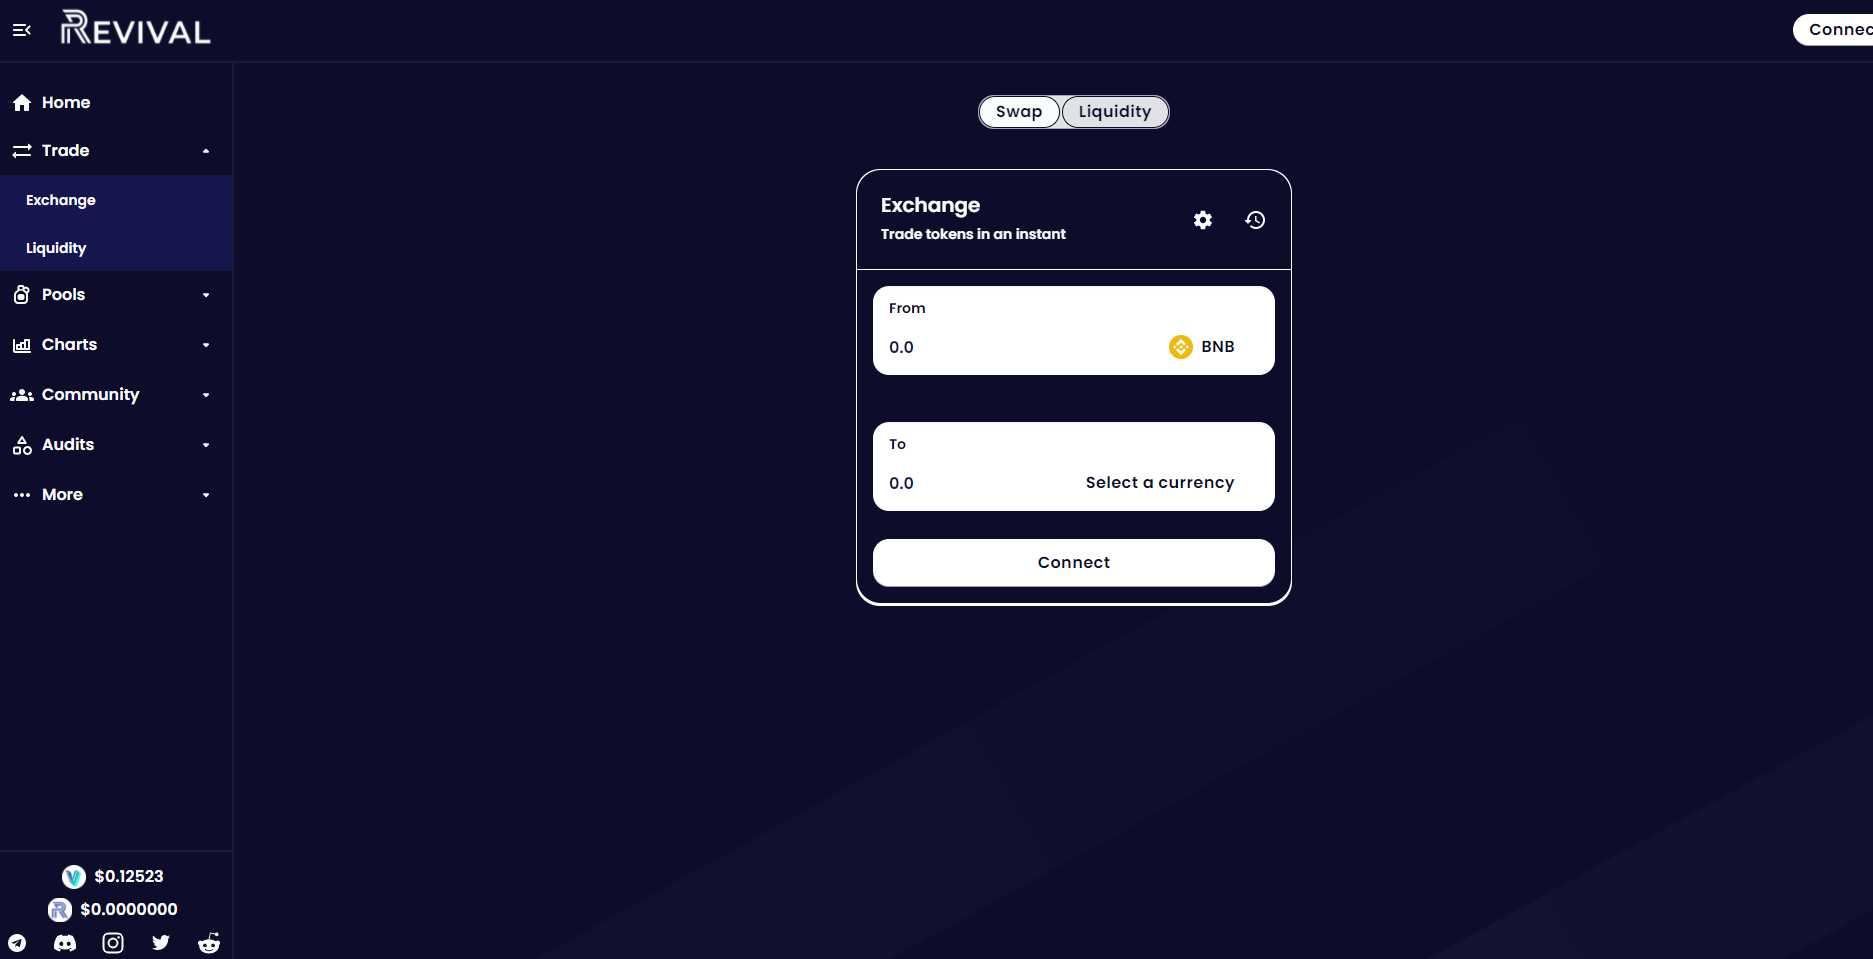 REVIVAL
Connec
Home
Trade
Exchange
Liquidity
Pools
Charts
Community
Audits
More
$0.12523
$0.0000000
Swap Liquidity
Exchange
Trade tokens in an instant
From
0.0 BNB
To
0.0 Select a currency
Connect